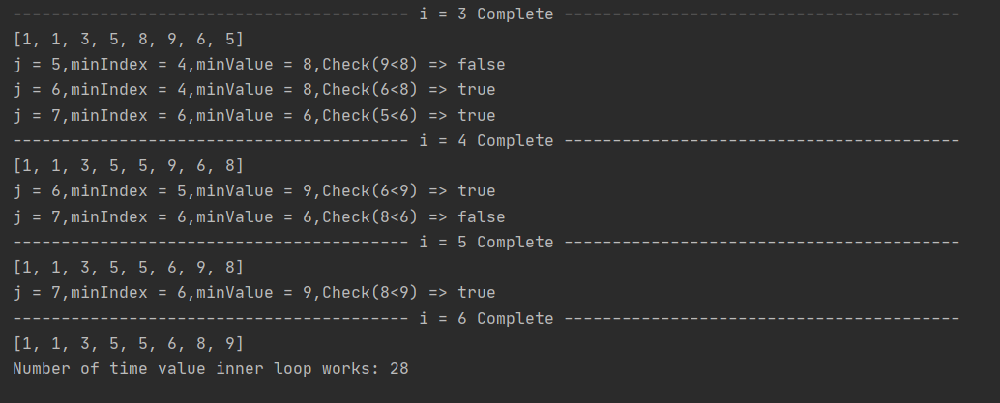 ----------------------------------------- i = 3 Complete -----------------------------------------
[1, 1, 3, 5, 8, 9, 6, 5]
j = 5,minIndex = 4,minValue = 8,Check(9<8) => false
j = 6,minIndex = 4,minValue = 8,Check(6<8) => true
j = 7,minIndex = 6,minValue = 6,Check(5<6) => true
----------------------------------------- i = 4 Complete -----------------------------------------
[1, 1, 3, 5, 5, 9, 6, 8]
j = 6,minIndex = 5,minValue = 9,Check(6<9) => true
j = 7,minIndex = 6,minValue = 6,Check(8<6) => false
----------------------------------------- i = 5 Complete -----------------------------------------
[1, 1, 3, 5, 5, 6, 9, 8]
j = 7,minIndex = 6,minValue = 9,Check(8<9) => true
----------------------------------------- i = 6 Complete -----------------------------------------
[1, 1, 3, 5, 5, 6, 8, 9]
Number of time value inner loop works: 28